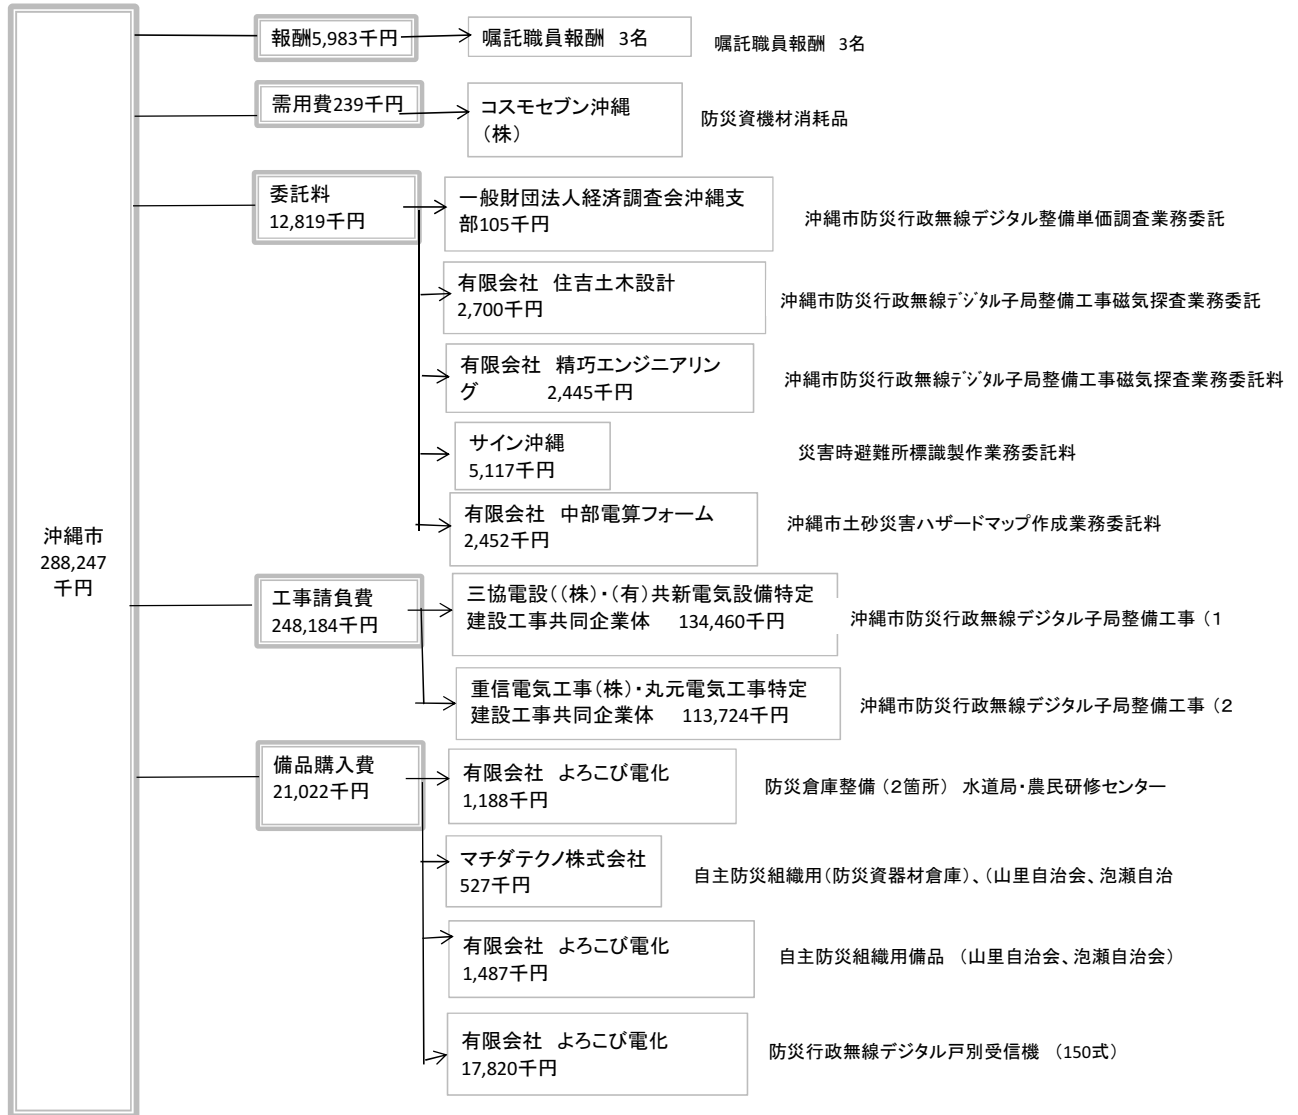 沖縄市
288,247
千円
報酬5,983千円
嘱託職員報酬 3名
嘱託職員報酬 3名
需用費239千円
コスモセブン沖縄
(株)
防災資機材消耗品
委託料
12,819千円
一般財団法人経済調査会沖縄支
部105千円
沖縄市防災行政無線デジタル整備単価調査業務委託
有限会社 住吉土木設計
2,700千円
沖縄市防災行政無線デジタル子局整備工事磁気探査業務委託
有限会社 精巧エンジニアリン
グ 2,445千円
沖縄市防災行政無線デジタル子局整備工事磁気探査業務委託料
サイン沖縄
5,117千円
災害時避難所標識製作業務委託料
有限会社 中部電算フォーム
2,452千円
沖縄市土砂災害ハザードマップ作成業務委託料
工事請負費
248,184千円
三協電設((株)・(有)共新電気設備特定
建設工事共同企業体 134,460千円
沖縄市防災行政無線デジタル子局整備工事(1
重信電気工事(株)・丸元電気工事特定
建設工事共同企業体 113,724千円
沖縄市防災行政無線デジタル子局整備工事(2
備品購入費
21,022千円
有限会社 よろこび電化
1,188千円
防災倉庫整備(2箇所) 水道局・農民研修センター
マチダテクノ株式会社
527千円
自主防災組織用(防災資器材倉庫)、(山里自治会、泡瀬自治
有限会社 よろこび電化
1,487千円
自主防災組織用備品 (山里自治会、泡瀬自治会)
有限会社 よろこび電化
17,820千円
防災行政無線デジタル戸別受信機 (150式)